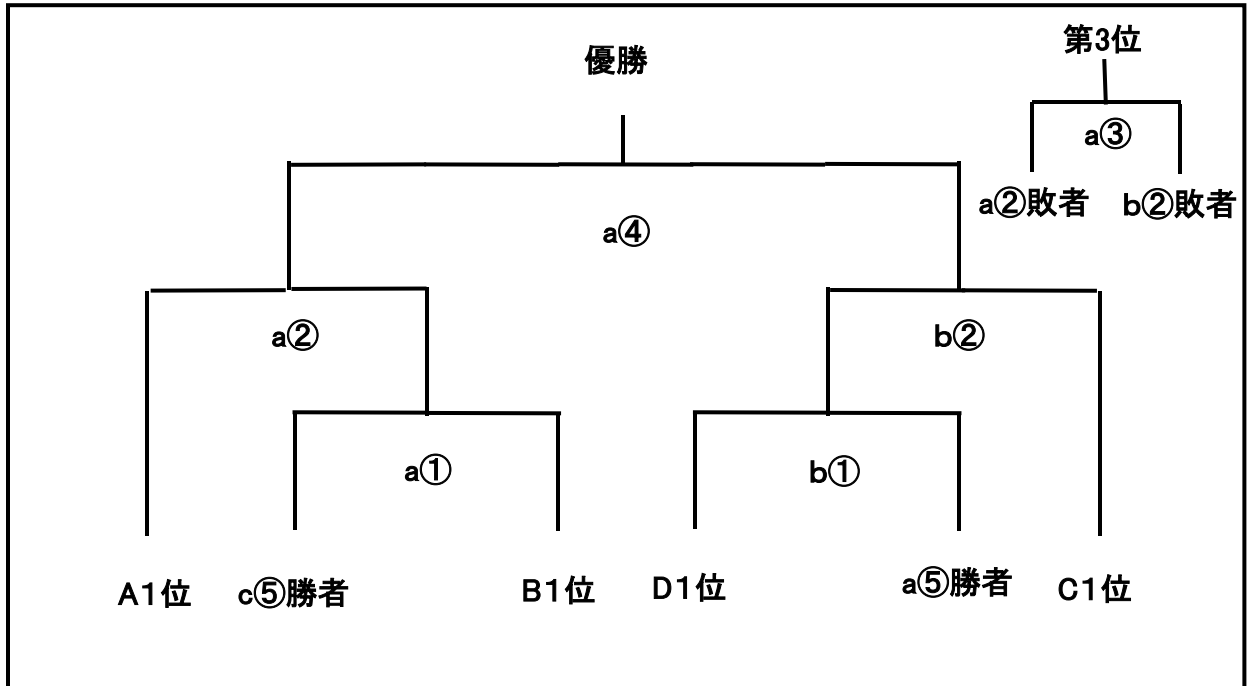 優勝
第3位
a③
a②敗者 b②敗者
a④
a② b②
a① b①
A1位 c⑤勝者 B1位 D1位 a⑤勝者 C1位